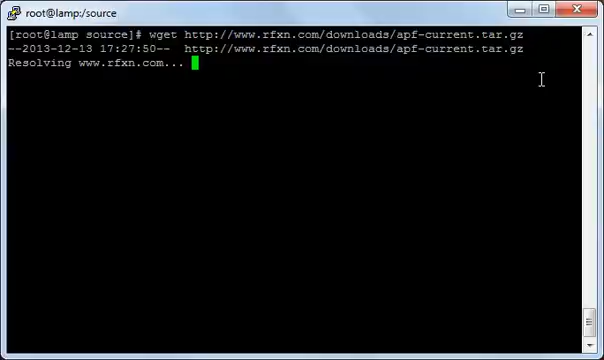 root@lamp:/source
[root@lamp source]# wget http://www.rfxn.com/downloads/apf-current.tar.gz
--2013-12-13 17:27:50--  http://www.rfxn.com/downloads/apf-current.tar.gz
Resolving www.rfxn.com...